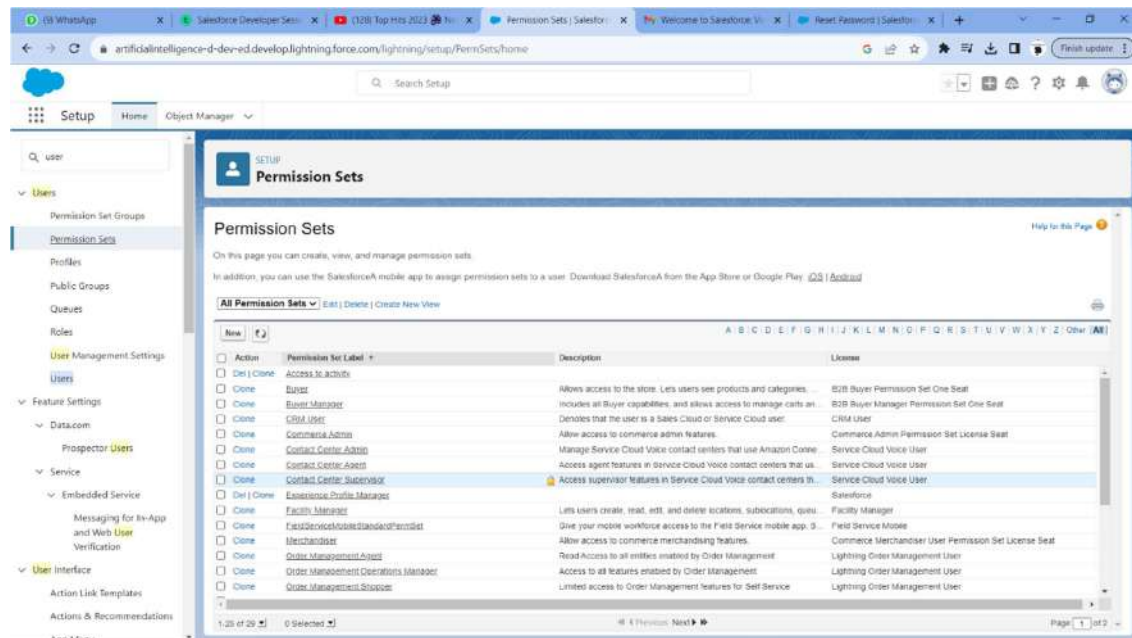 (9) WhatsApp
Salesforce Developer Sess
(128) Top Hits 2023
Permission Sets | Salesfor
Welcome to Salesforce: V
Reset Password | Salesfor
artificialintelligence-d-dev-ed.develop.lightning.force.com/lightning/setup/PermSets/home
Finish update
Search Setup
Setup
Home
Object Manager
user
Users
Permission Set Groups
Permission Sets
Profiles
Public Groups
Queues
Roles
User Management Settings
Users
Feature Settings
Data.com
Prospector Users
Service
Embedded Service
Messaging for In-App
and Web User
Verification
User Interface
Action Link Templates
Actions & Recommendations
SETUP
Permission Sets
Permission Sets
Help for this Page
On this page you can create, view, and manage permission sets.
In addition, you can use the SalesforceA mobile app to assign permission sets to a user. Download SalesforceA from the App Store or Google Play: iOS | Android
All Permission Sets Edit | Delete | Create New View
New
A B C D E F G H I J K L M N O P Q R S T U V W X Y Z Other All
Action Permission Set Label Description License
Del | Clone Access to activity
Clone Buyer Allows access to the store. Lets users see products and categories, ... B2B Buyer Permission Set One Seat
Clone Buyer Manager Includes all Buyer capabilities, and allows access to manage carts an... B2B Buyer Manager Permission Set One Seat
Clone CRM User Denotes that the user is a Sales Cloud or Service Cloud user. CRM User
Clone Commerce Admin Allow access to commerce admin features. Commerce Admin Permission Set License Seat
Clone Contact Center Admin Manage Service Cloud Voice contact centers that use Amazon Conne... Service Cloud Voice User
Clone Contact Center Agent Access agent features in Service Cloud Voice contact centers that us... Service Cloud Voice User
Clone Contact Center Supervisor Access supervisor features in Service Cloud Voice contact centers th... Service Cloud Voice User
Del | Clone Experience Profile Manager Salesforce
Clone Facility Manager Lets users create, read, edit, and delete locations, sublocations, queu... Facility Manager
Clone FieldServiceMobileStandardPermSet Give your mobile workforce access to the Field Service mobile app. S... Field Service Mobile
Clone Merchandiser Allow access to commerce merchandising features. Commerce Merchandiser User Permission Set License Seat
Clone Order Management Agent Read Access to all entities enabled by Order Management Lightning Order Management User
Clone Order Management Operations Manager Access to all features enabled by Order Management Lightning Order Management User
Clone Order Management Shopper Limited access to Order Management features for Self Service Lightning Order Management User
1-25 of 29 0 Selected Previous Next Page 1 of 2